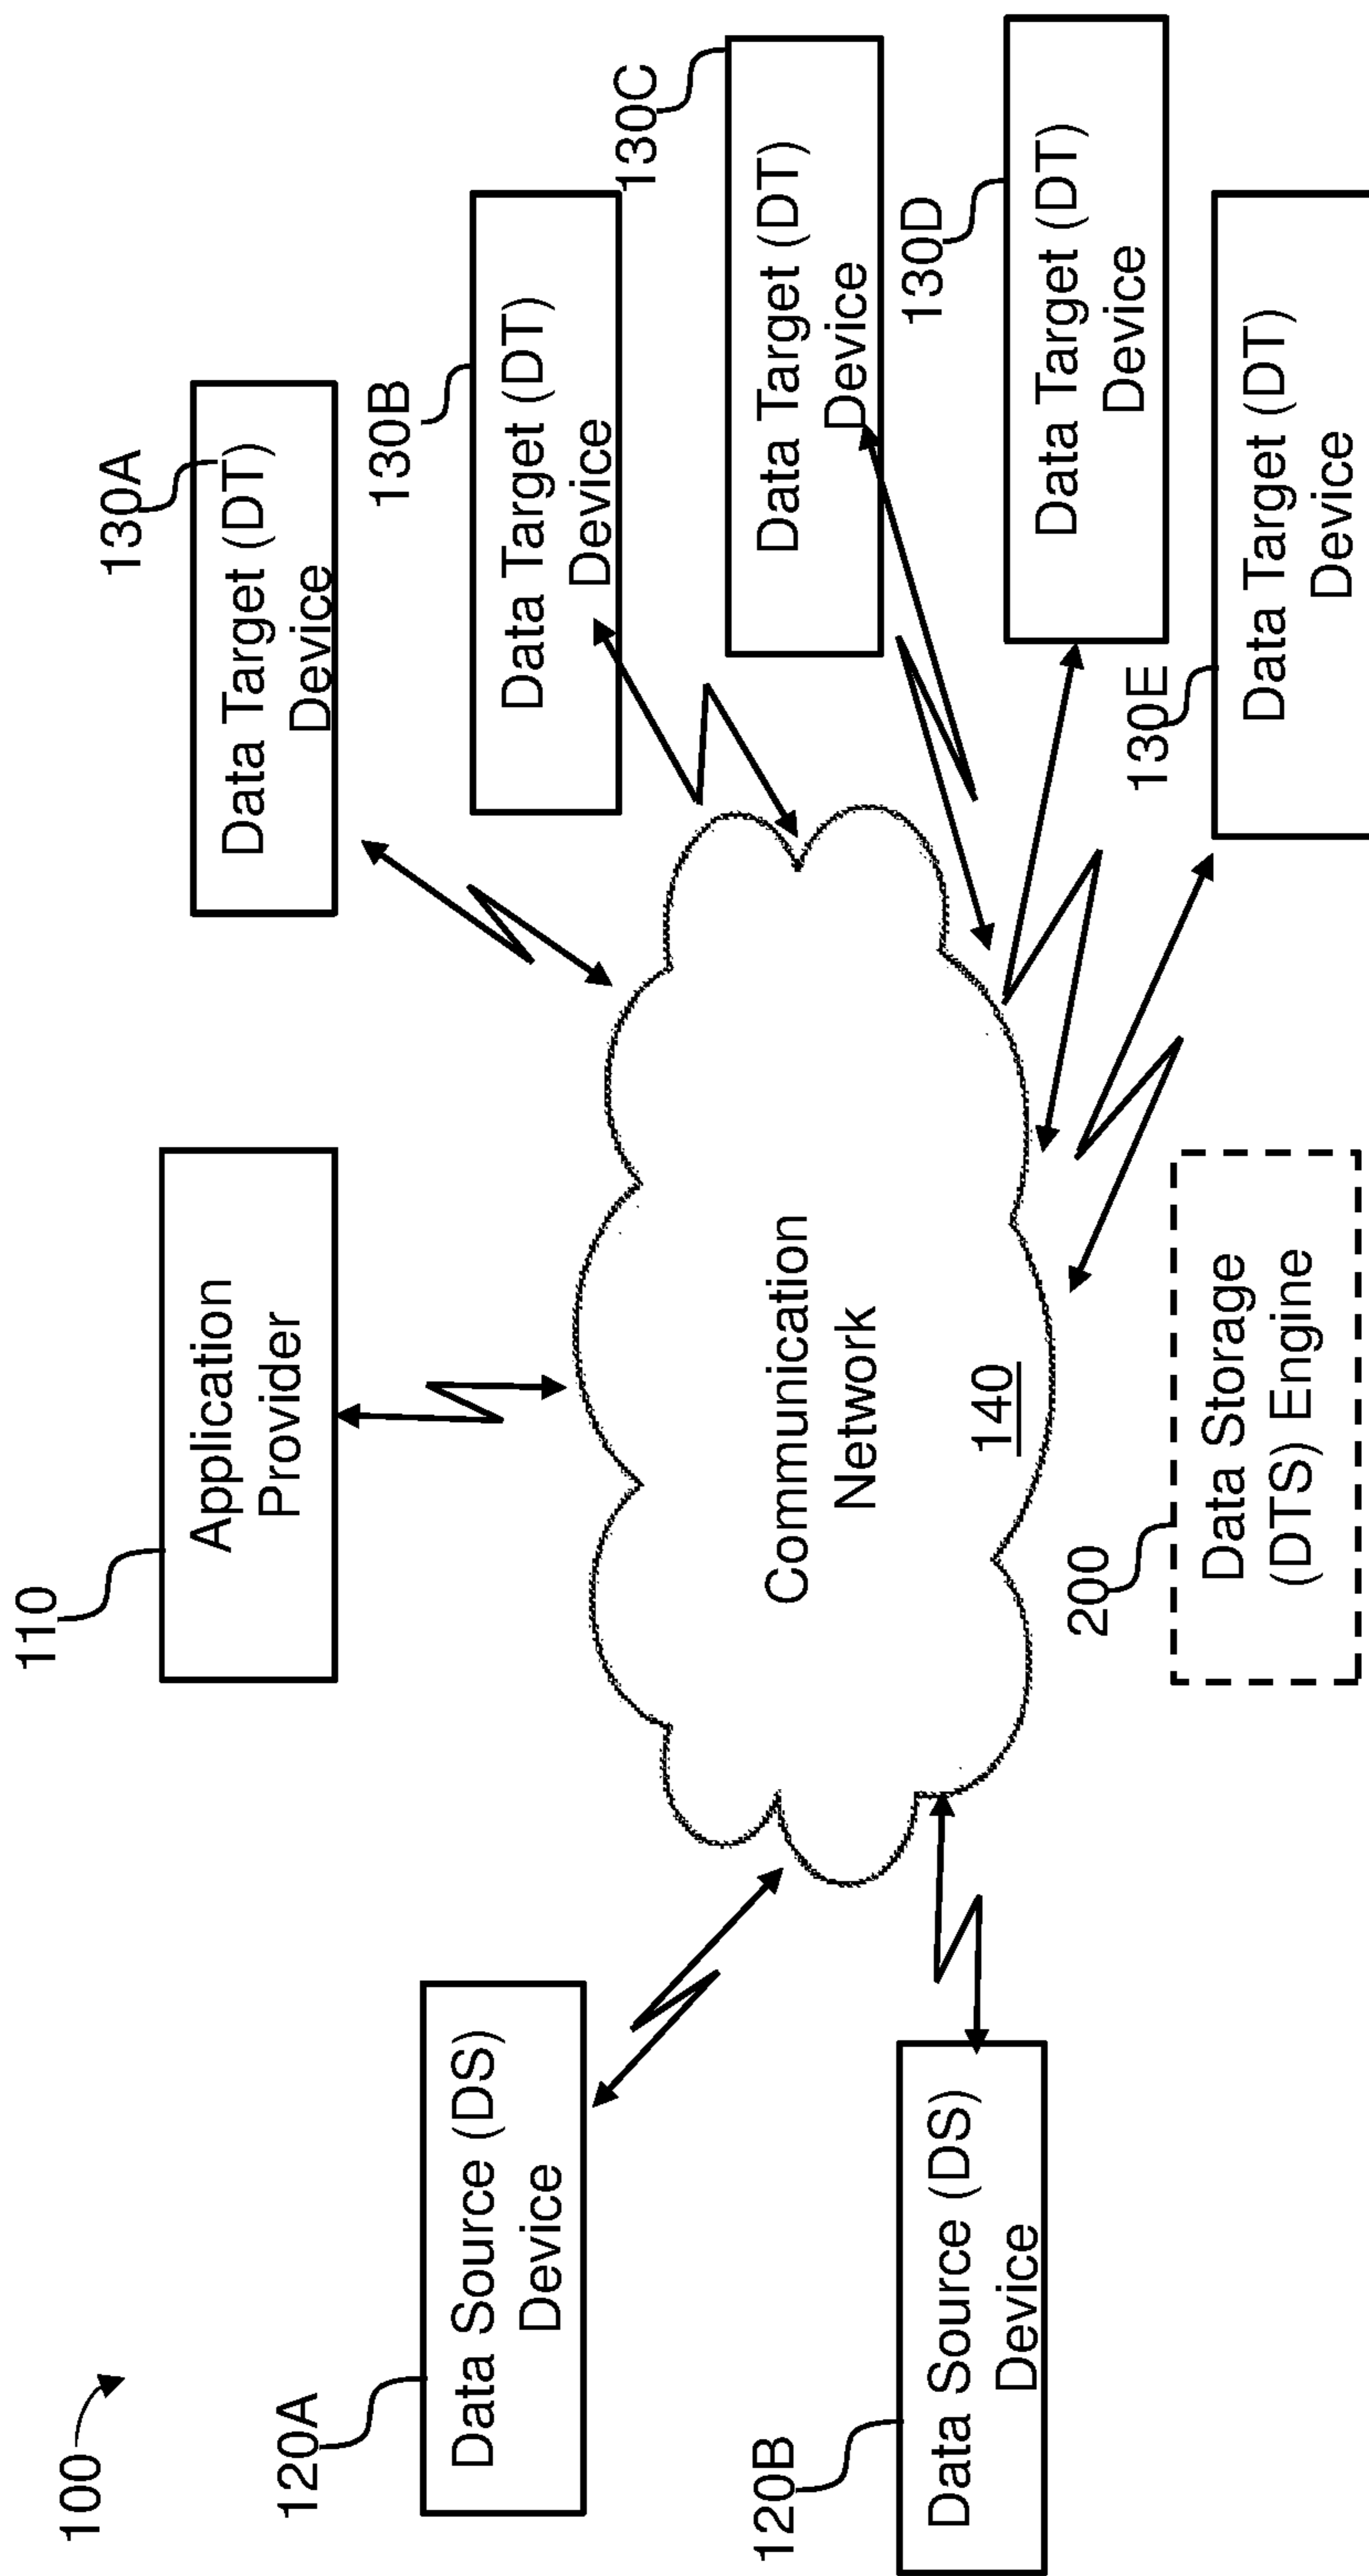 100
110
Application
Provider
120A
Data Source (DS)
Device
120B
Data Source (DS)
Device
Communication
Network
140
200
Data Storage
(DTS) Engine
130A
Data Target (DT)
Device
130B
Data Target (DT)
Device
130C
Data Target (DT)
Device
130D
Data Target (DT)
Device
130E
Data Target (DT)
Device